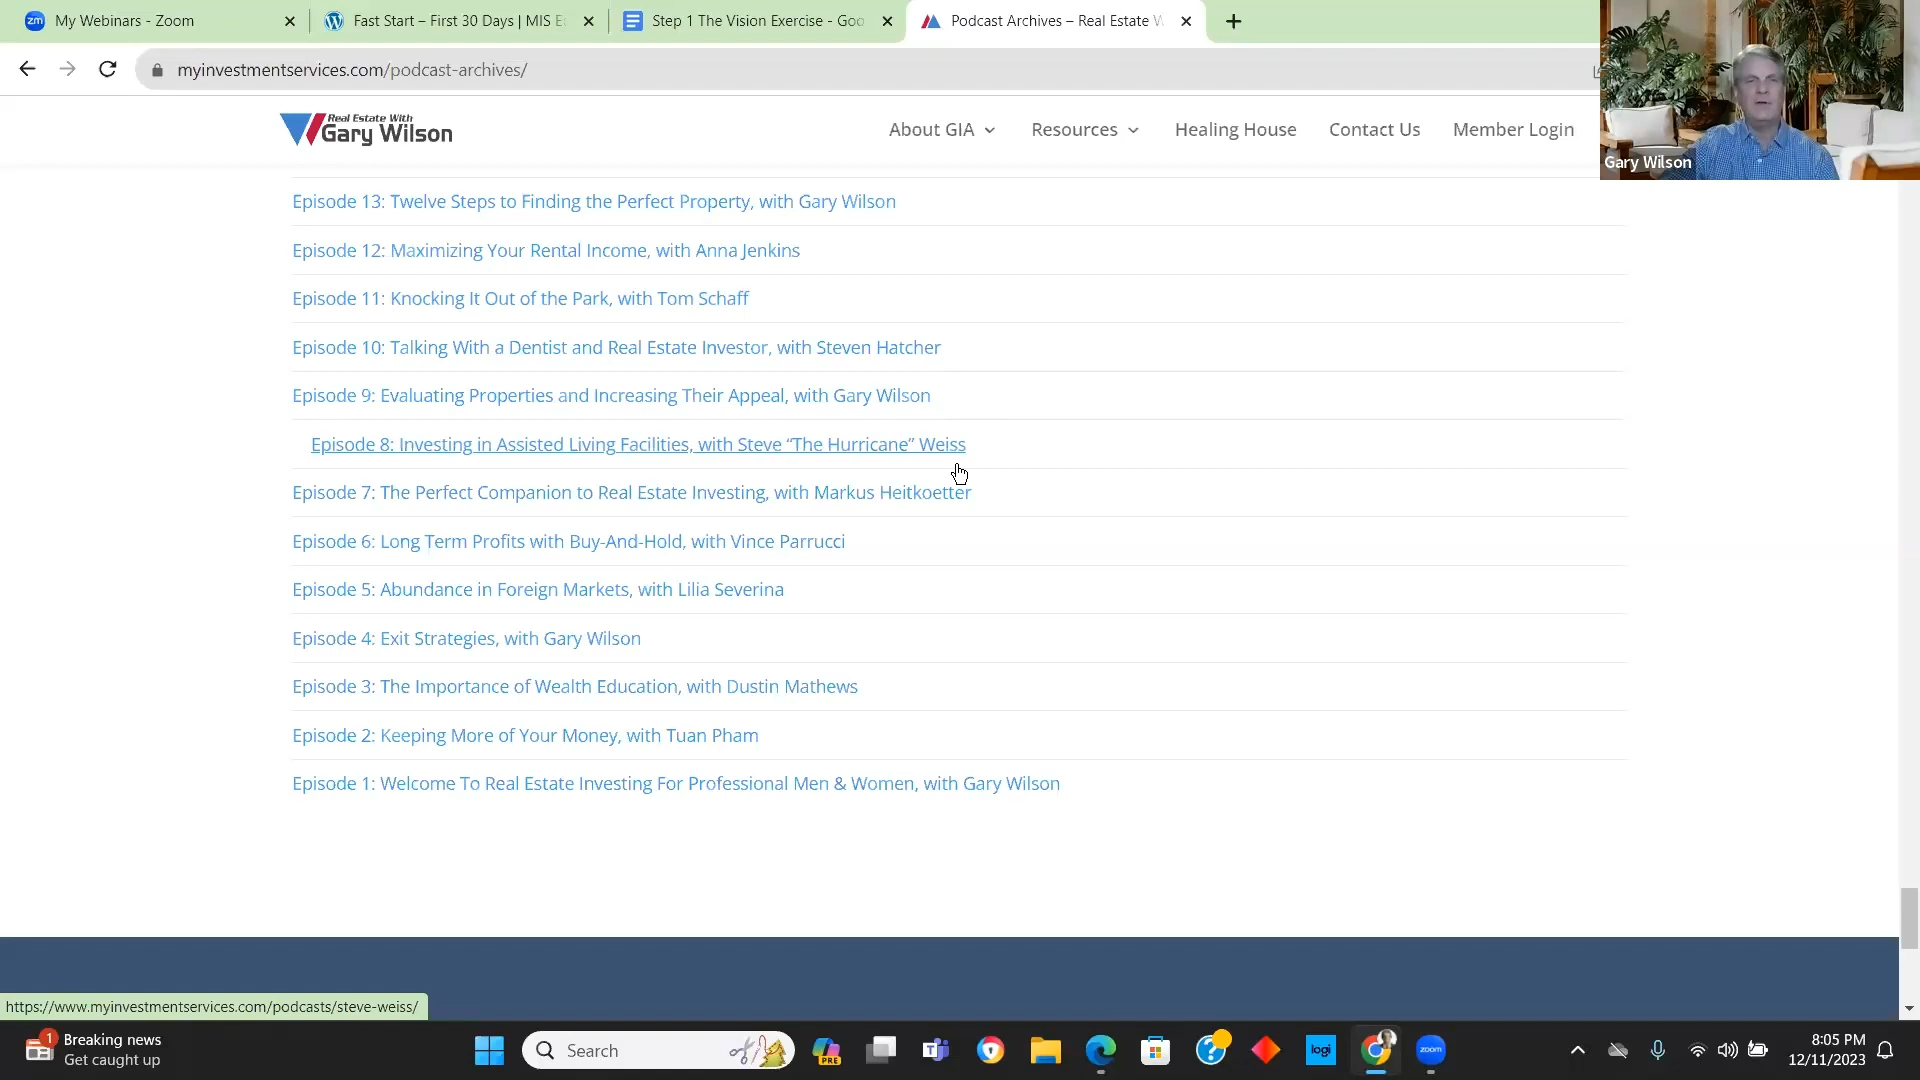 My Webinars - Zoom
Fast Start – First 30 Days | MIS E
Step 1 The Vision Exercise - Goo
Podcast Archives – Real Estate W
myinvestmentservices.com/podcast-archives/
Real Estate With
Gary Wilson
About GIA
Resources
Healing House
Contact Us
Member Login
Gary Wilson
Episode 13: Twelve Steps to Finding the Perfect Property, with Gary Wilson
Episode 12: Maximizing Your Rental Income, with Anna Jenkins
Episode 11: Knocking It Out of the Park, with Tom Schaff
Episode 10: Talking With a Dentist and Real Estate Investor, with Steven Hatcher
Episode 9: Evaluating Properties and Increasing Their Appeal, with Gary Wilson
Episode 8: Investing in Assisted Living Facilities, with Steve “The Hurricane” Weiss
Episode 7: The Perfect Companion to Real Estate Investing, with Markus Heitkoetter
Episode 6: Long Term Profits with Buy-And-Hold, with Vince Parrucci
Episode 5: Abundance in Foreign Markets, with Lilia Severina
Episode 4: Exit Strategies, with Gary Wilson
Episode 3: The Importance of Wealth Education, with Dustin Mathews
Episode 2: Keeping More of Your Money, with Tuan Pham
Episode 1: Welcome To Real Estate Investing For Professional Men & Women, with Gary Wilson
https://www.myinvestmentservices.com/podcasts/steve-weiss/
1
Breaking news
Get caught up
Search
PRE
logi
zoom
8:05 PM
12/11/2023